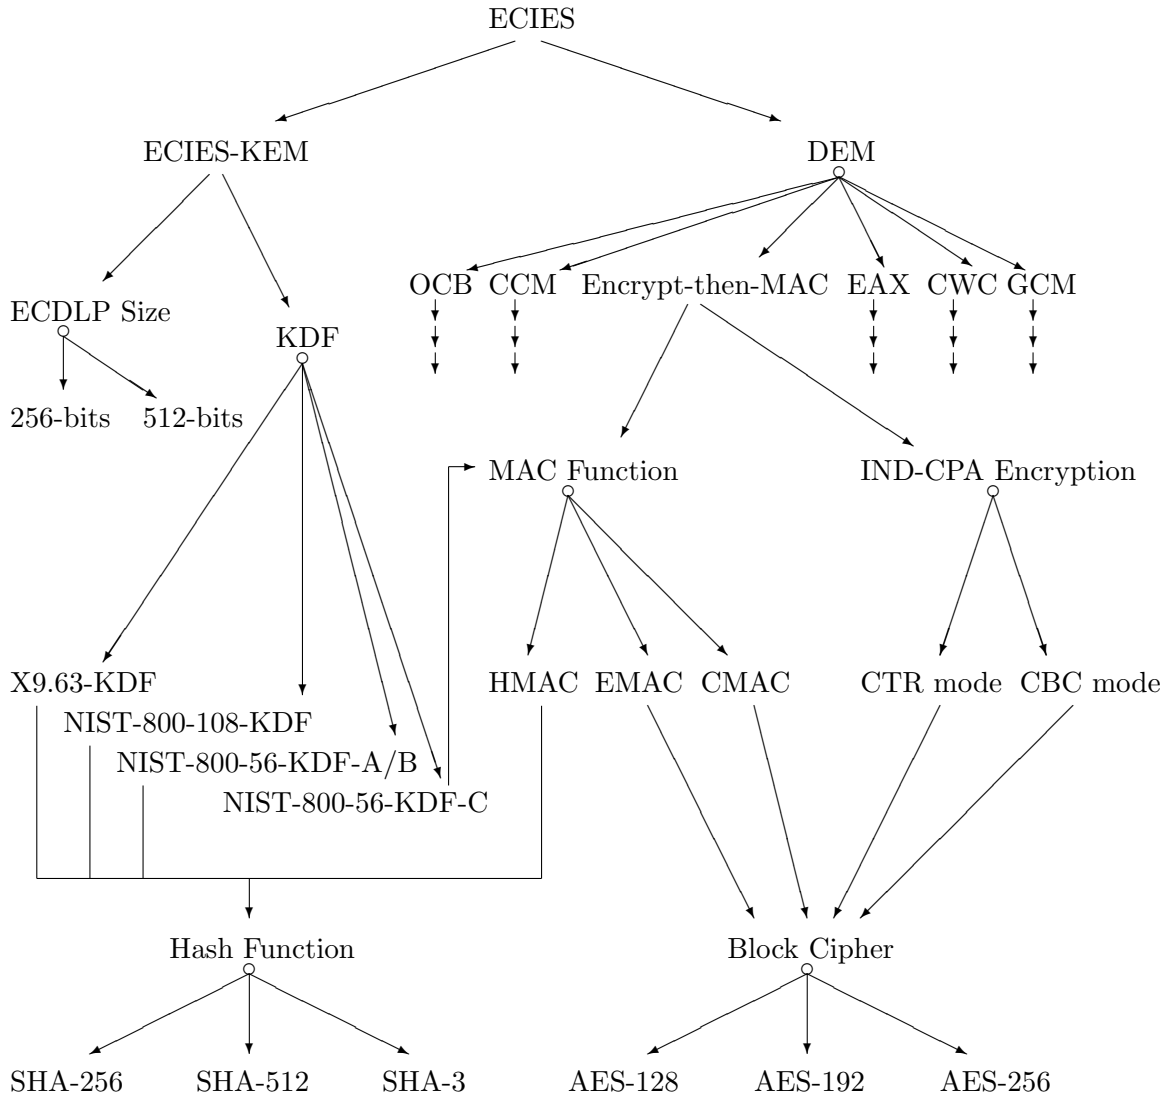 ECIES
ECIES-KEM DEM
OCB CCM Encrypt-then-MAC EAX CWC GCM
ECDLP Size
KDF
256-bits 512-bits
MAC Function IND-CPA Encryption
X9.63-KDF HMAC EMAC CMAC CTR mode CBC mode
NIST-800-108-KDF
NIST-800-56-KDF-A/B
NIST-800-56-KDF-C
Hash Function Block Cipher
SHA-256 SHA-512 SHA-3 AES-128 AES-192 AES-256